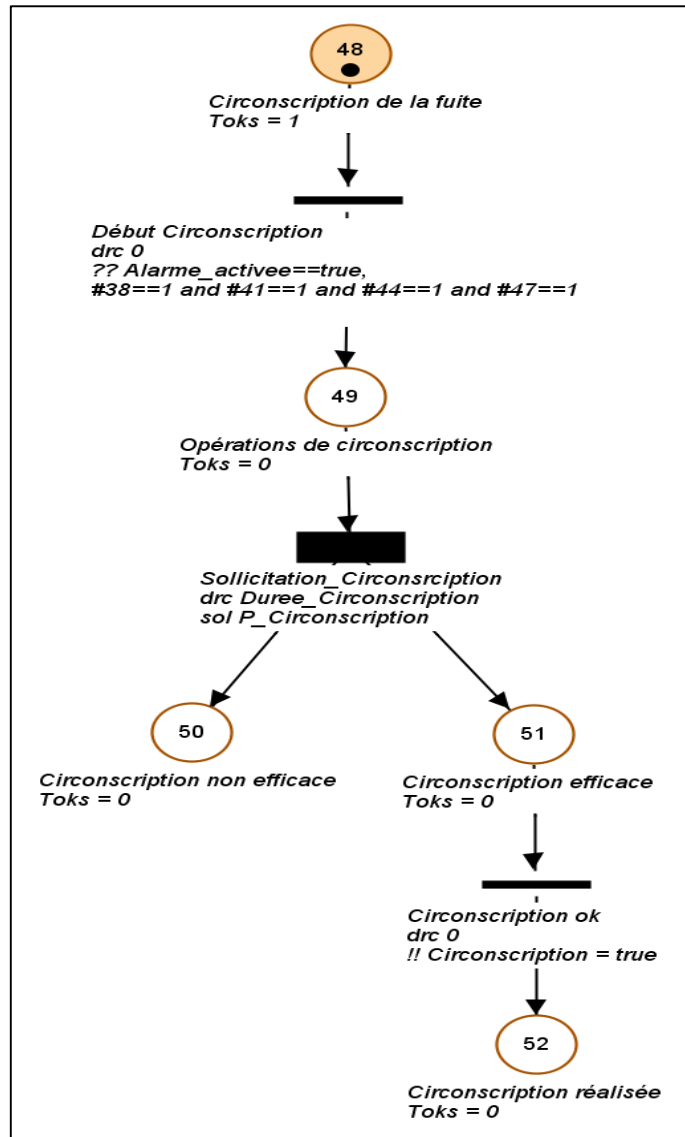 48
Circonscription de la fuite
Toks = 1
Début Circonscription
drc 0
?? Alarme_activee==true,
#38==1 and #41==1 and #44==1 and #47==1
49
Opérations de circonscription
Toks = 0
Sollicitation_Circonsrciption
drc Duree_Circonscription
sol P_Circonscription
50
Circonscription non efficace
Toks = 0
51
Circonscription efficace
Toks = 0
Circonscription ok
drc 0
!! Circonscription = true
52
Circonscription réalisée
Toks = 0